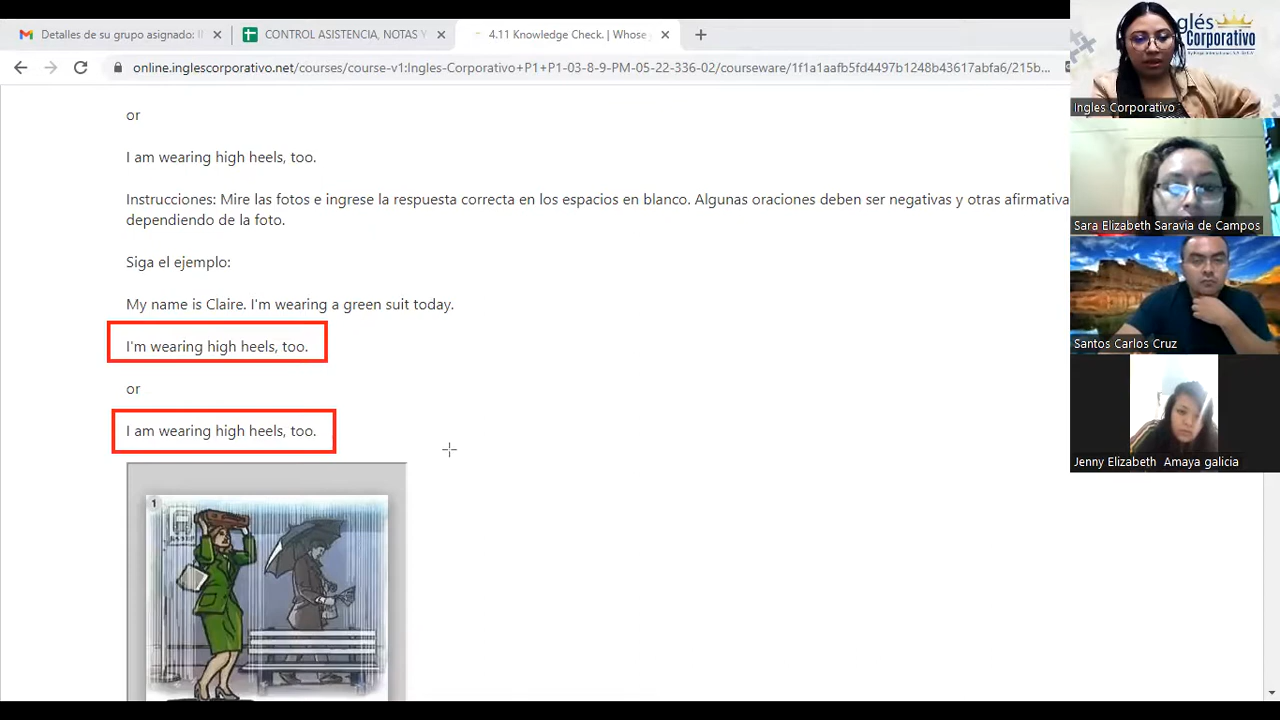 Detalles de su grupo asignado: I
CONTROL ASISTENCIA, NOTAS Y
4.11 Knowledge Check. | Whose
online.inglescorporativo.net/courses/course-v1:Ingles-Corporativo+P1+P1-03-8-9-PM-05-22-336-02/courseware/1f1a1aafb5fd4497b1248b43617abfa6/215b...
or
I am wearing high heels, too.
Instrucciones: Mire las fotos e ingrese la respuesta correcta en los espacios en blanco. Algunas oraciones deben ser negativas y otras afirmativa
dependiendo de la foto.
Siga el ejemplo:
My name is Claire. I'm wearing a green suit today.
I'm wearing high heels, too.
or
I am wearing high heels, too.
1
glés
Corporativo
Ingles Corporativo
Sara Elizabeth Saravia de Campos
Santos Carlos Cruz
Jenny Elizabeth Amaya galicia